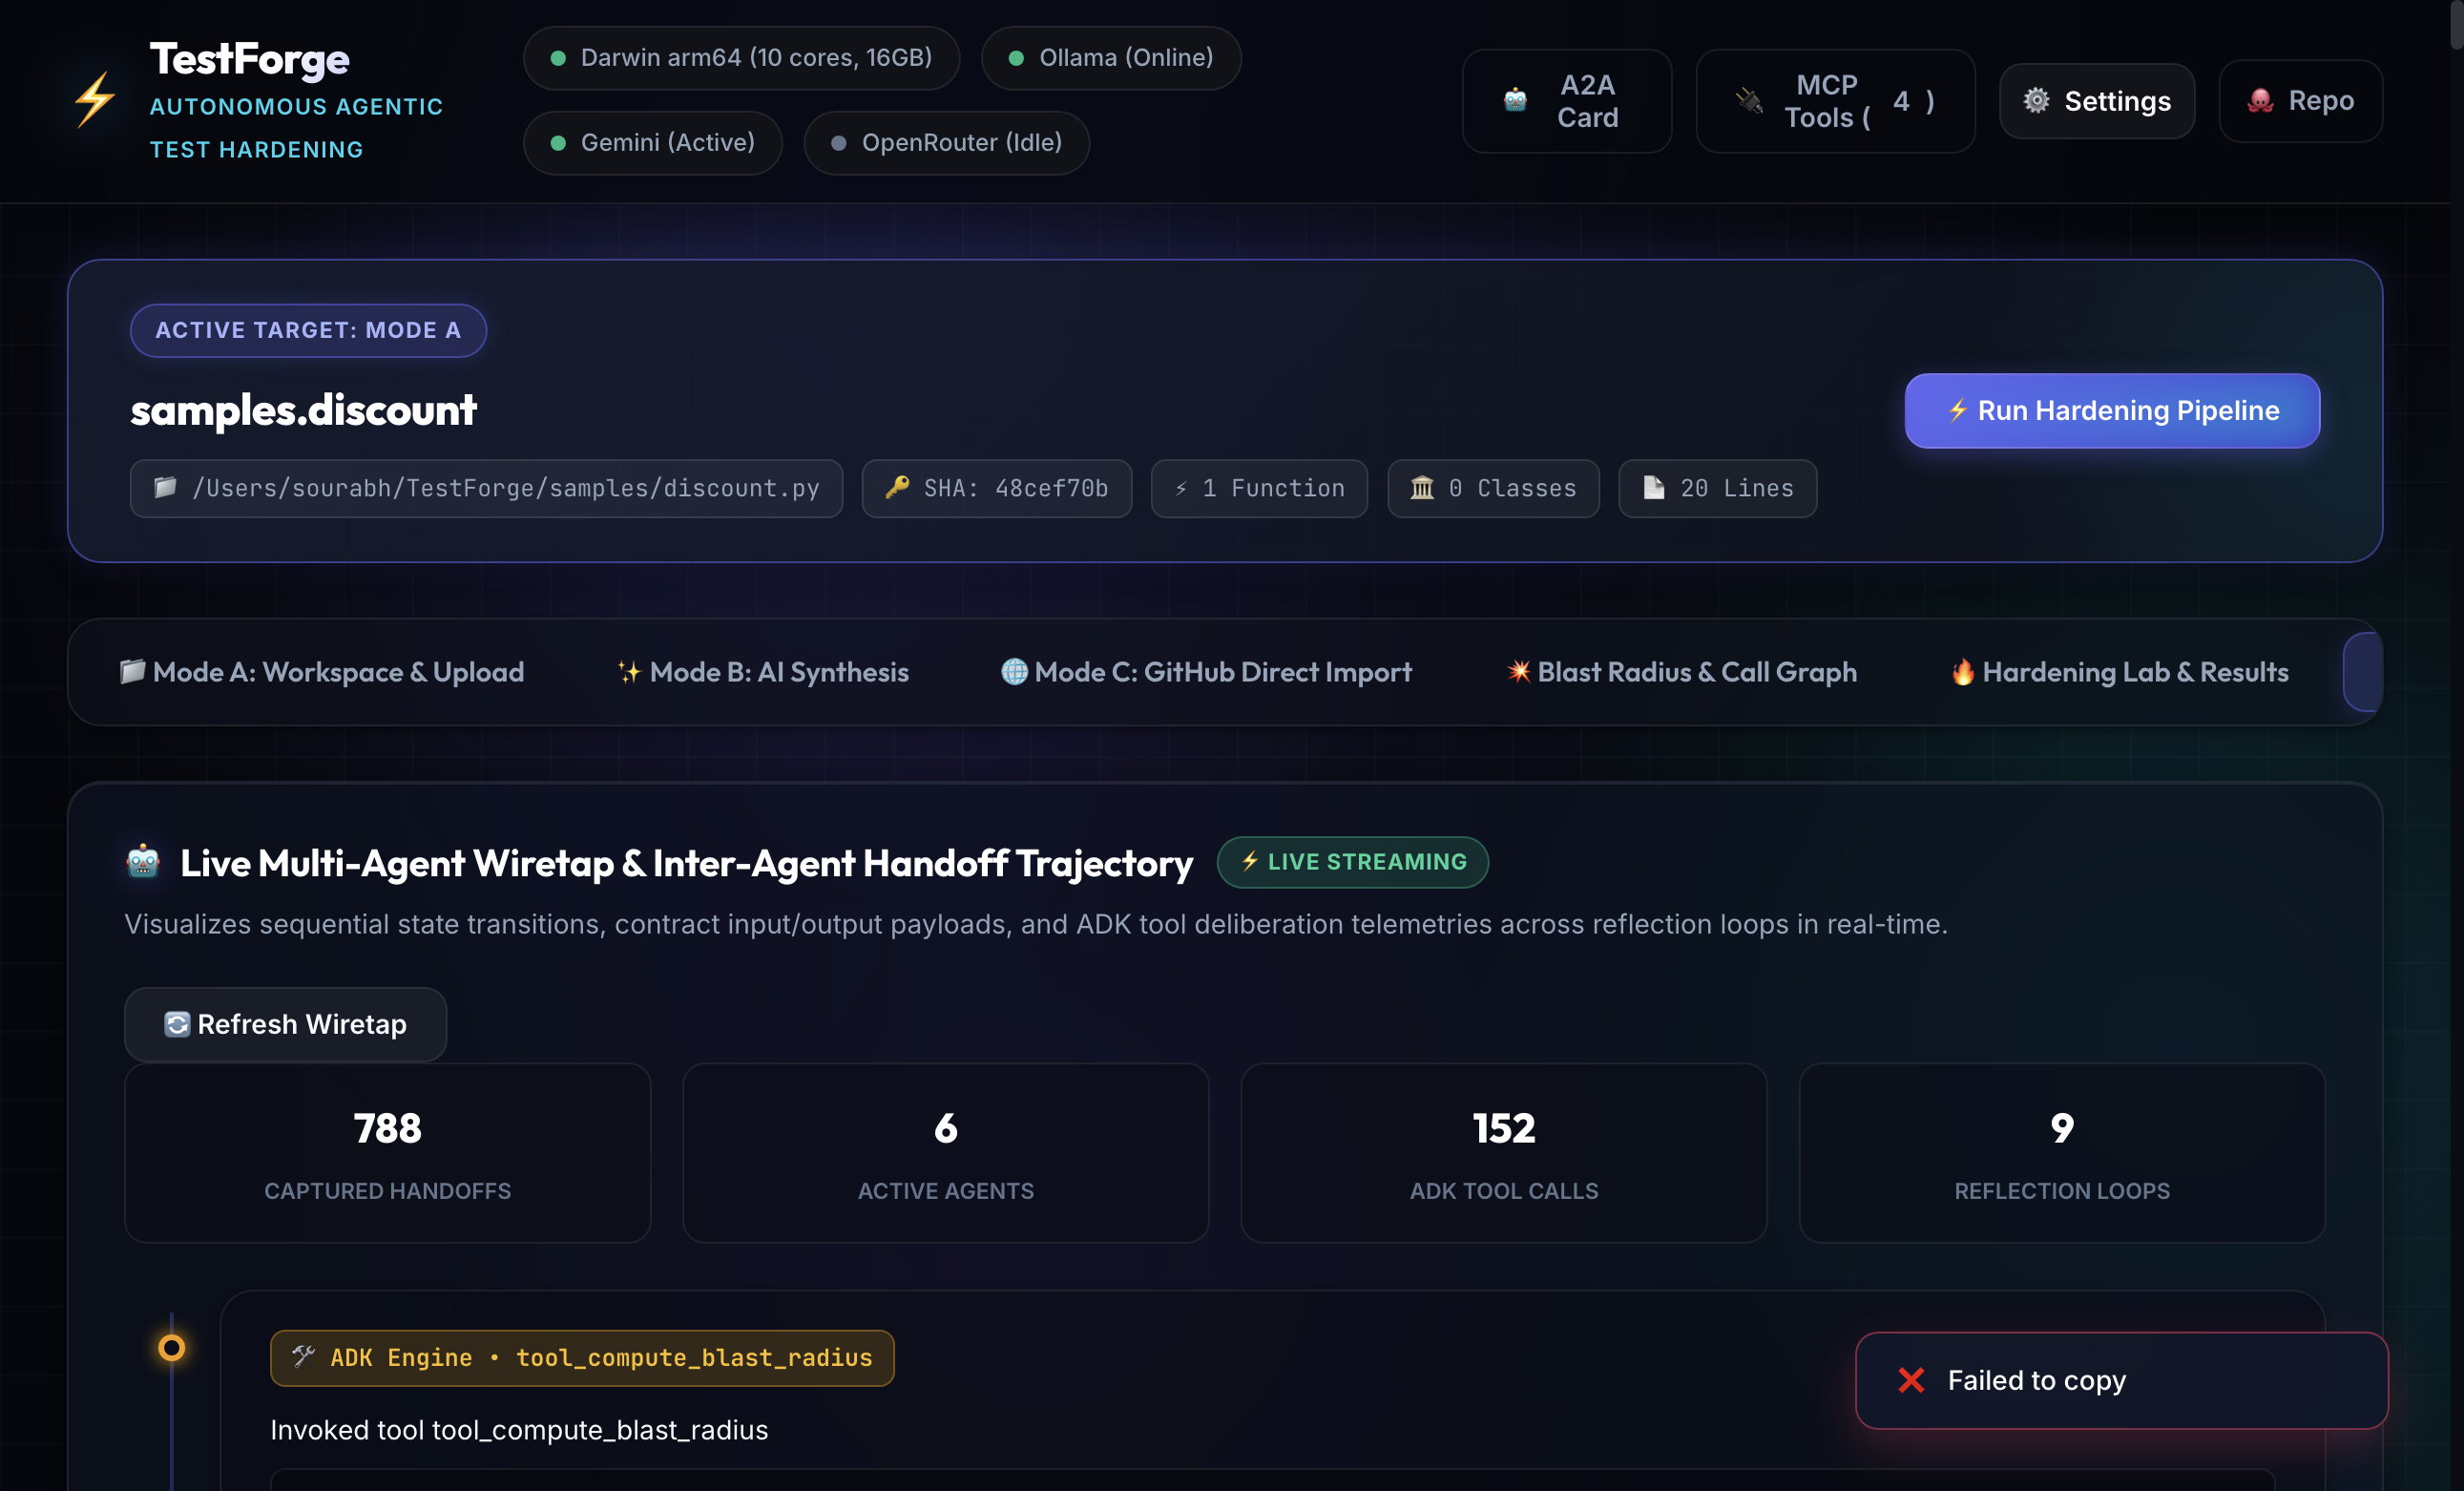 TestForge
AUTONOMOUS AGENTIC
TEST HARDENING
Darwin arm64 (10 cores, 16GB)
Ollama (Online)
Gemini (Active)
OpenRouter (Idle)
A2A
Card
MCP
Tools ( 4 )
Settings
Repo
ACTIVE TARGET: MODE A
samples.discount
Run Hardening Pipeline
/Users/sourabh/TestForge/samples/discount.py
SHA: 48cef70b
1 Function
0 Classes
20 Lines
Mode A: Workspace & Upload
Mode B: AI Synthesis
Mode C: GitHub Direct Import
Blast Radius & Call Graph
Hardening Lab & Results
Live Multi-Agent Wiretap & Inter-Agent Handoff Trajectory
LIVE STREAMING
Visualizes sequential state transitions, contract input/output payloads, and ADK tool deliberation telemetries across reflection loops in real-time.
Refresh Wiretap
788
CAPTURED HANDOFFS
6
ACTIVE AGENTS
152
ADK TOOL CALLS
9
REFLECTION LOOPS
ADK Engine • tool_compute_blast_radius
Invoked tool tool_compute_blast_radius
Failed to copy